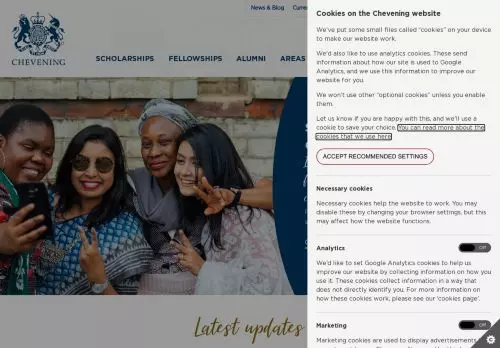 News & Blog
CHEVENING
SCHOLARSHIPS FELLOWSHIPS ALUMNI AREAS
Latest updates
Cookies on the Chevening website
We've put some small files called "cookies" on your device
to make our website work.
We'd also like to use analytics cookies. These send
information about how our site is used to Google
Analytics, and we use this information to improve our
website for you.
We won't use other "optional cookies" unless you enable
them.
Let us know if you are happy with this, and we'll use a
cookie to save your choice. You can read more about the
cookies that we use here.
ACCEPT RECOMMENDED SETTINGS
Necessary cookies
Necessary cookies help the website to work. You may
disable these by changing your browser settings, but this
may affect how the website functions.
Analytics Off
We'd like to set Google Analytics cookies to help us
improve our website by collecting information on how you
use it. These cookies collect information in a way that
does not directly identify you. For more information on
how these cookies work, please see our 'cookies page'.
Marketing Off
Marketing cookies are used to display advertisements